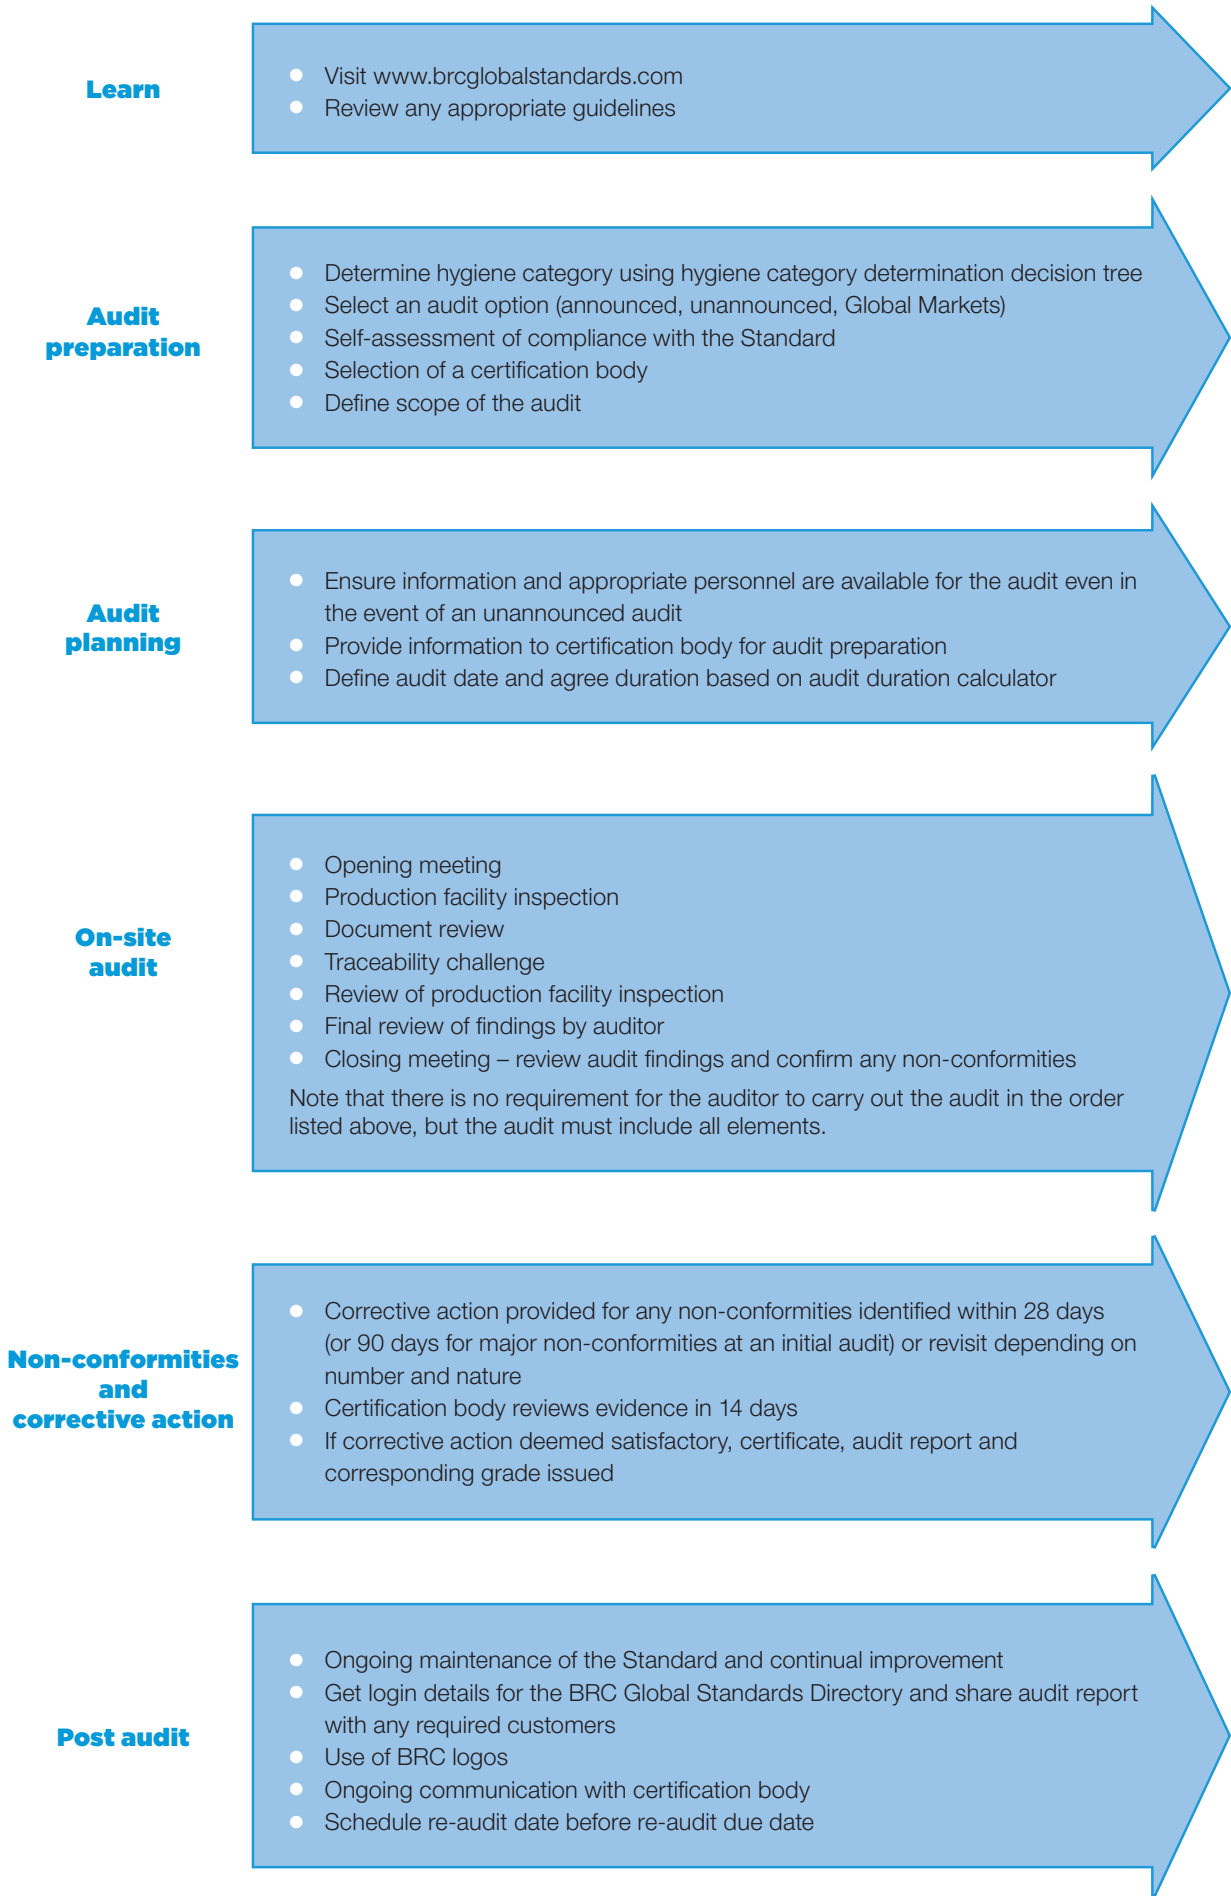 Learn
● Visit www.brcglobalstandards.com
● Review any appropriate guidelines
Audit
preparation
● Determine hygiene category using hygiene category determination decision tree
● Select an audit option (announced, unannounced, Global Markets)
● Self-assessment of compliance with the Standard
● Selection of a certification body
● Define scope of the audit
Audit
planning
● Ensure information and appropriate personnel are available for the audit even in
the event of an unannounced audit
● Provide information to certification body for audit preparation
● Define audit date and agree duration based on audit duration calculator
On-site
audit
● Opening meeting
● Production facility inspection
● Document review
● Traceability challenge
● Review of production facility inspection
● Final review of findings by auditor
● Closing meeting – review audit findings and confirm any non-conformities
Note that there is no requirement for the auditor to carry out the audit in the order
listed above, but the audit must include all elements.
Non-conformities
and
corrective action
● Corrective action provided for any non-conformities identified within 28 days
(or 90 days for major non-conformities at an initial audit) or revisit depending on
number and nature
● Certification body reviews evidence in 14 days
● If corrective action deemed satisfactory, certificate, audit report and
corresponding grade issued
Post audit
● Ongoing maintenance of the Standard and continual improvement
● Get login details for the BRC Global Standards Directory and share audit report
with any required customers
● Use of BRC logos
● Ongoing communication with certification body
● Schedule re-audit date before re-audit due date